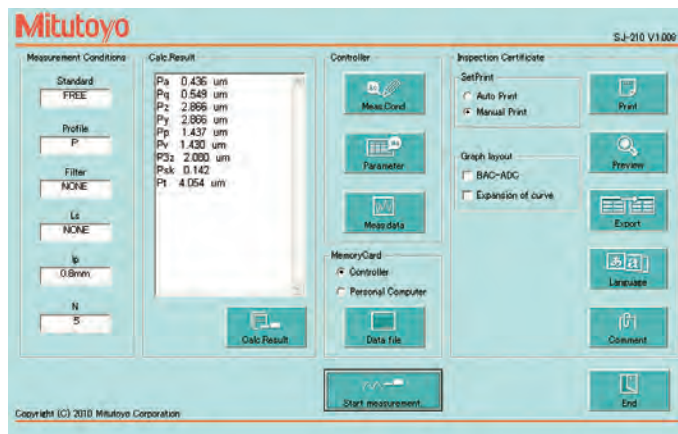 Mitutoyo
SJ-210 V1.009
Measurement Conditions
Standard
FREE
Profile
P
Filter
NONE
Ls
NONE
lp
0.8mm
N
5
Calc.Result
Pa 0.436 um
Pq 0.549 um
Pz 2.866 um
Py 2.866 um
Pp 1.437 um
Pv 1.430 um
P3z 2.080 um
Psk 0.142
Pt 4.054 um
Calc.Result
Controller
Meas.Cond
Parameter
Meas.data
MemoryCard
Controller
Personal Computer
Data file
Start measurement.
Inspection Certificate
SetPrint
Auto Print
Manual Print
Graph layout
BAC-ADC
Expansion of curve
Print
Preview
Export
Language
Comment
End
Copyright (C) 2010 Mitutoyo Corporation